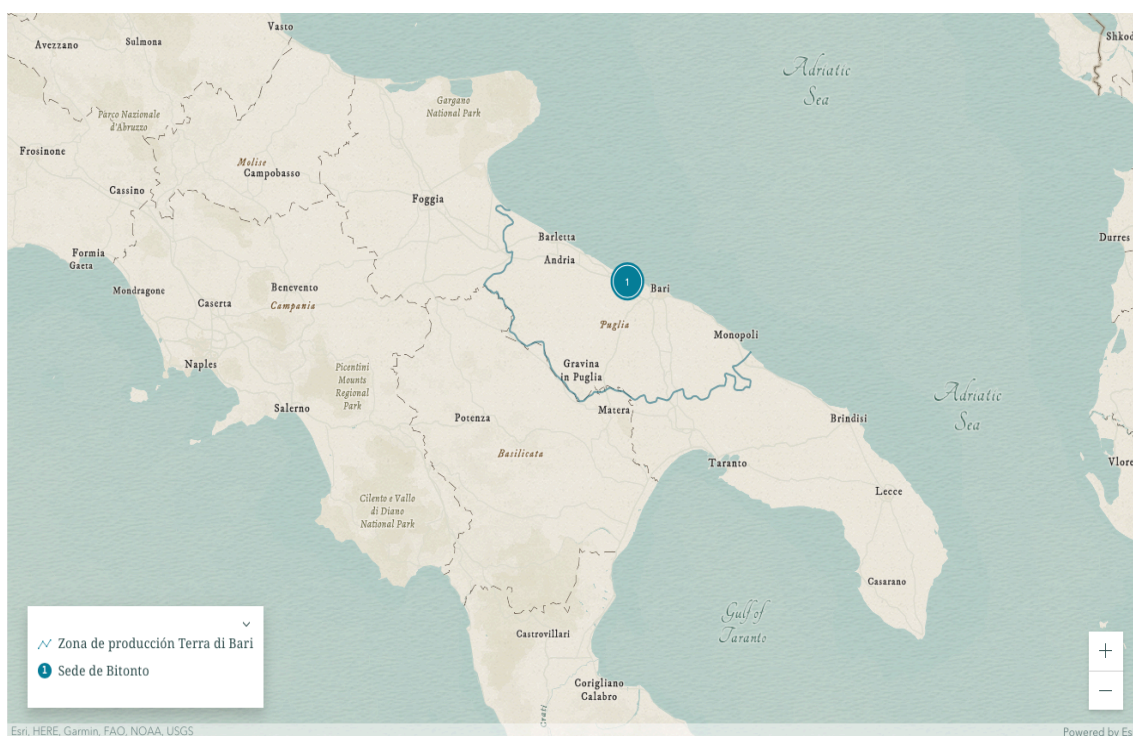 Vasto
Avezzano
Sulmona
Adriatic
Sea
Parco Nazionale
d'Abruzzo
Gargano
National Park
Frosinone
Molise
Campobasso
Cassino
Foggia
Formia
Gaeta
Barletta
Andria
Durres
Mondragone
Benevento
Caserta
Campania
1
Bari
Puglia
Monopoli
Naples
Picentini
Mounts
Regional
Park
Gravina
in Puglia
Salerno
Potenza
Matera
Adriatic
Sea
Brindisi
Basilicata
Taranto
Lecce
Cilento e Vallo
di Diano
National Park
Casarano
Gulf of
Taranto
Castrovillari
Corigliano
Calabro
Crati
Zona de producción Terra di Bari
1 Sede de Bitonto
+
−
Esri, HERE, Garmin, FAO, NOAA, USGS
Powered by Es